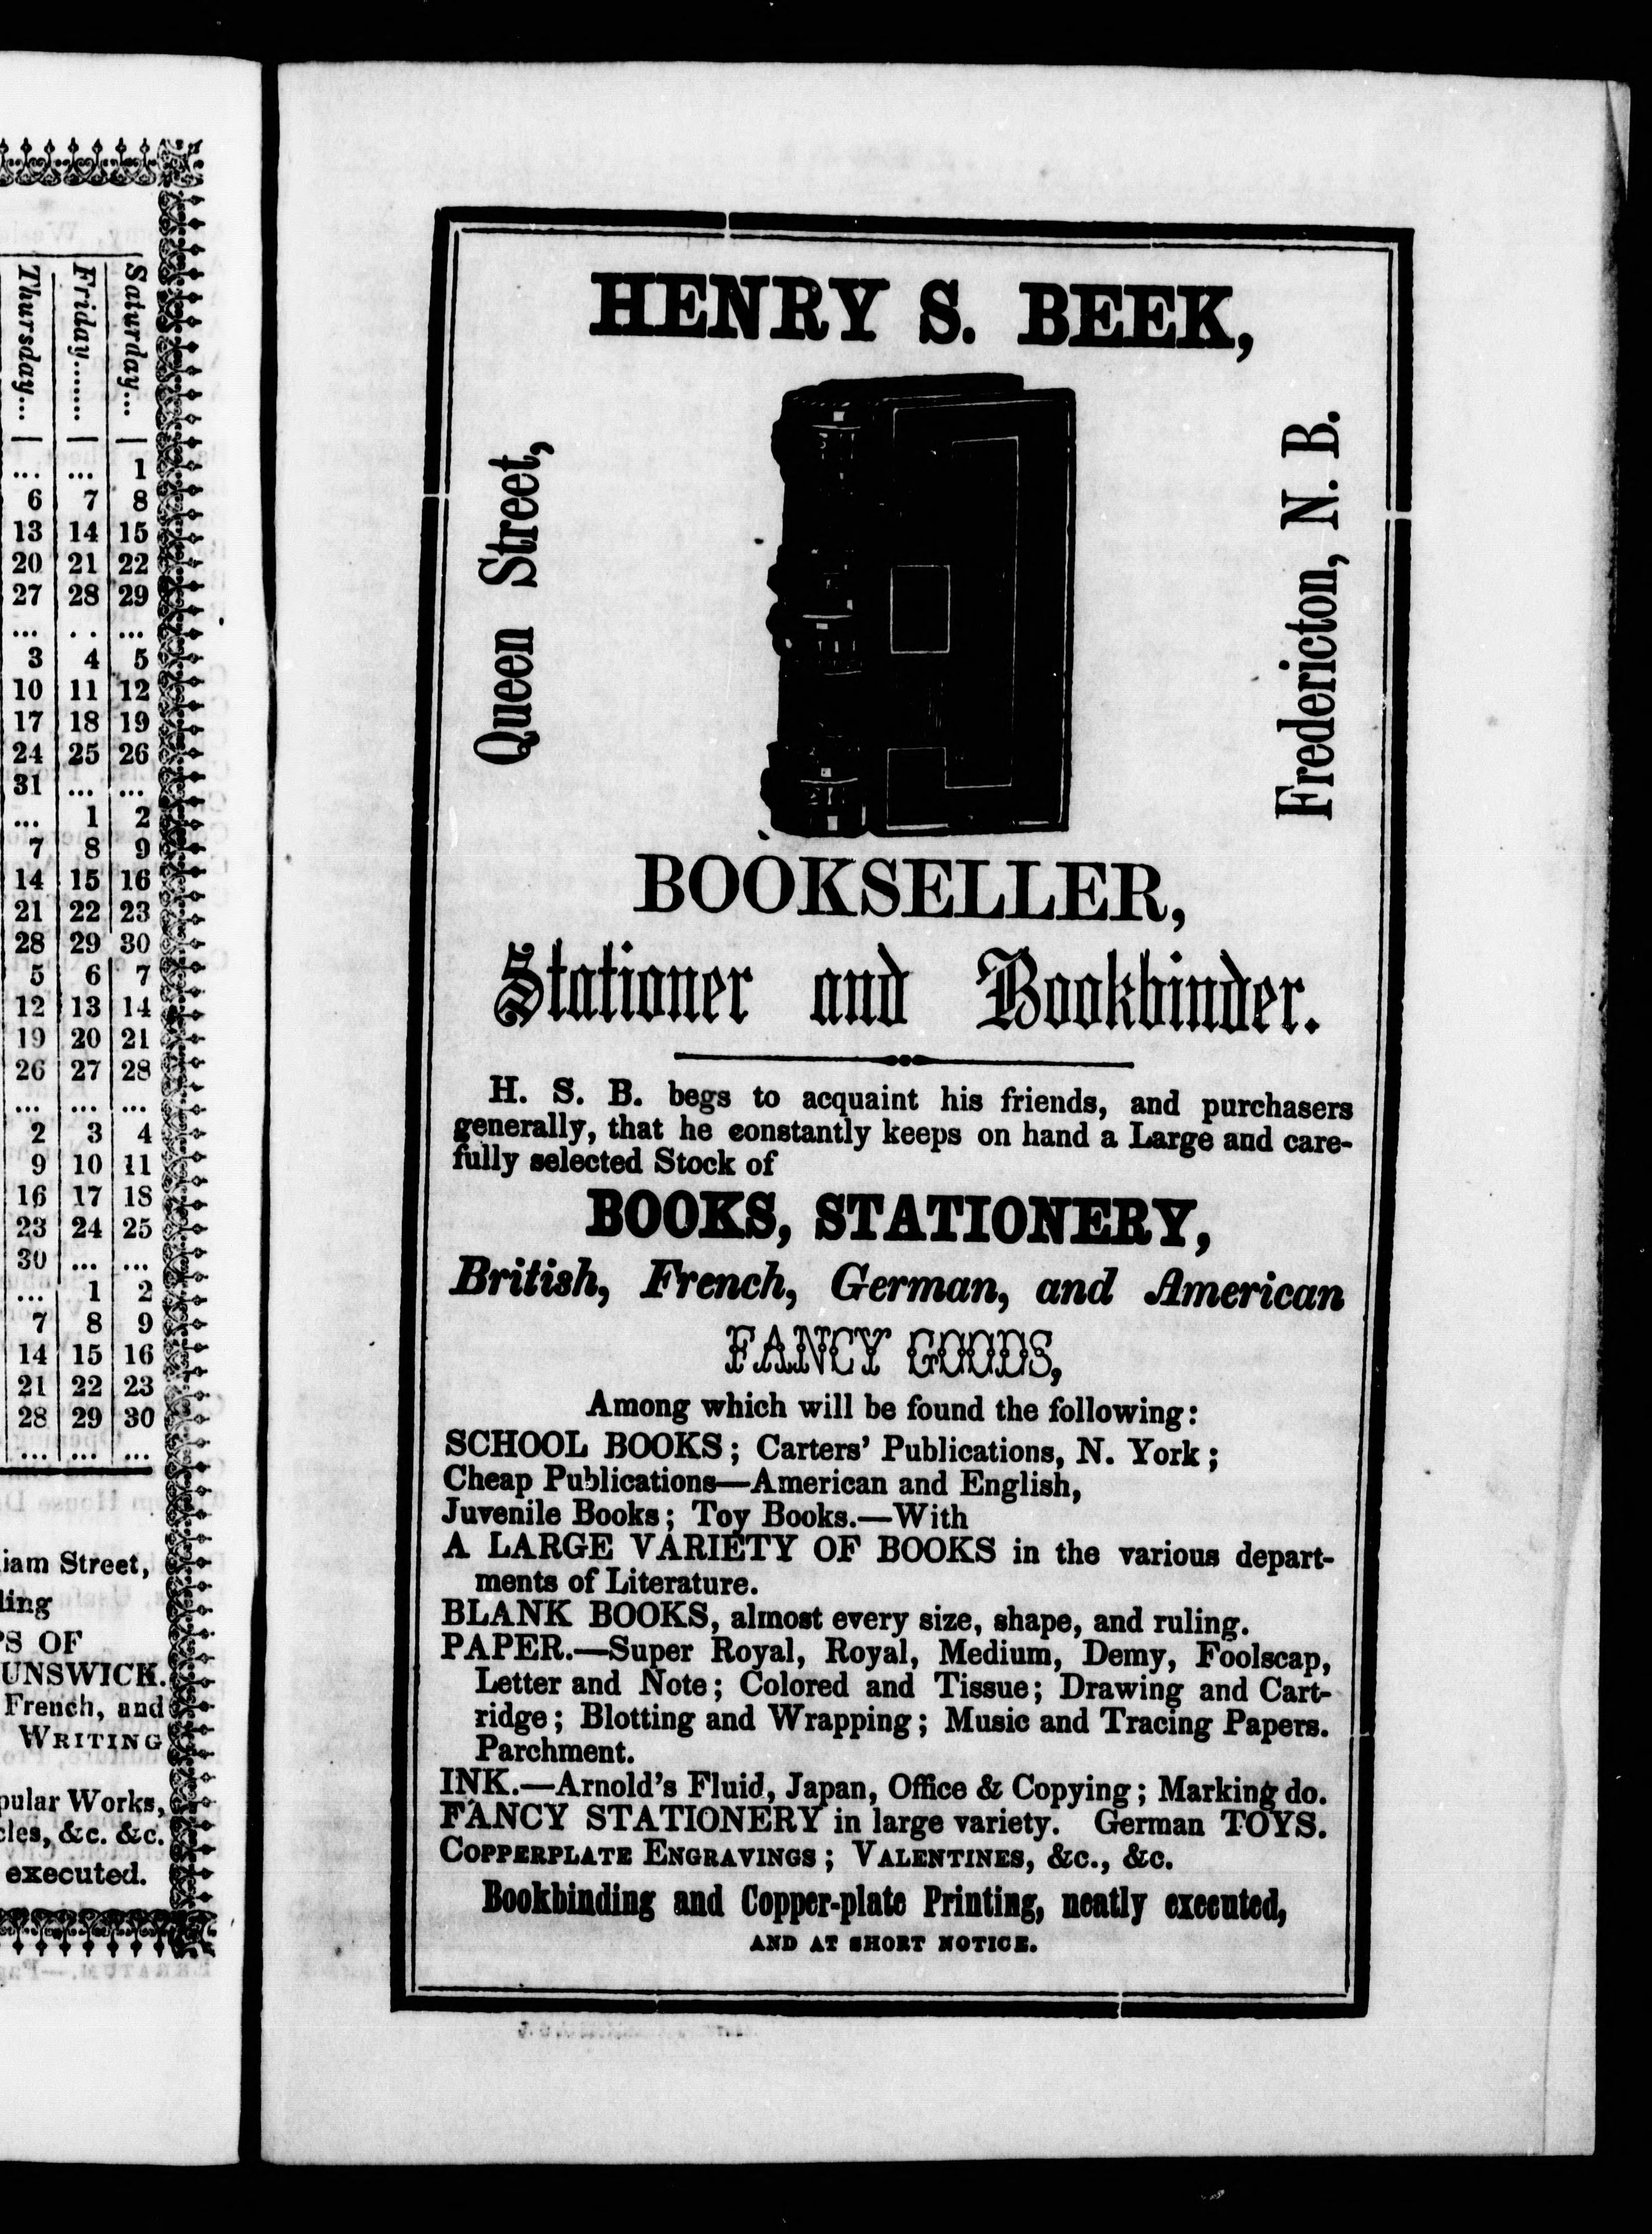 Thursday... Friday........ Saturday...
... ... 1
6 7 8
13 14 15
20 21 22
27 28 29
... . . ...
3 4 5
10 11 12
17 18 19
24 25 26
31 ... ...
... 1 2
7 8 9
14 15 16
21 22 23
28 29 30
5 6 7
12 13 14
19 20 21
26 27 28
... ... ...
2 3 4
9 10 11
16 17 18
23 24 25
30 ... ...
... 1 2
7 8 9
14 15 16
21 22 23
28 29 30
... ... ...
iam Street,
ling
S OF
UNSWICK.
French, and
WRITING
pular Works,
cles, &c. &c.
executed.
HENRY S. BEEK,
Queen Street,
Fredericton, N. B.
BOOKSELLER,
Stationer and Bookbinder.
H. S. B. begs to acquaint his friends, and purchasers
generally, that he constantly keeps on hand a Large and care-
fully selected Stock of
BOOKS, STATIONERY,
British, French, German, and American
FANCY GOODS,
Among which will be found the following:
SCHOOL BOOKS; Carters' Publications, N. York;
Cheap Publications—American and English,
Juvenile Books; Toy Books.—With
A LARGE VARIETY OF BOOKS in the various depart-
ments of Literature.
BLANK BOOKS, almost every size, shape, and ruling.
PAPER.—Super Royal, Royal, Medium, Demy, Foolscap,
Letter and Note; Colored and Tissue; Drawing and Cart-
ridge; Blotting and Wrapping; Music and Tracing Papers.
Parchment.
INK.—Arnold's Fluid, Japan, Office & Copying; Marking do.
FANCY STATIONERY in large variety. German TOYS.
COPPERPLATE ENGRAVINGS; VALENTINES, &c., &c.
Bookbinding and Copper-plate Printing, neatly executed,
AND AT SHORT NOTICE.